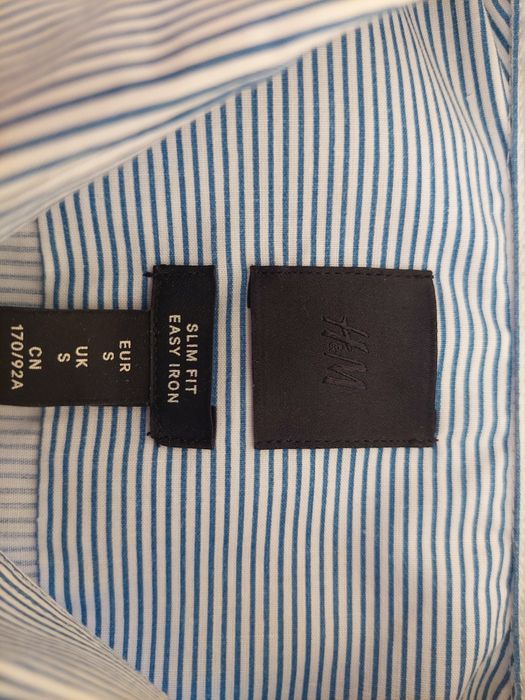 H&M
SLIM FIT
EASY IRON
EUR
S
UK
S
CN
170/92A